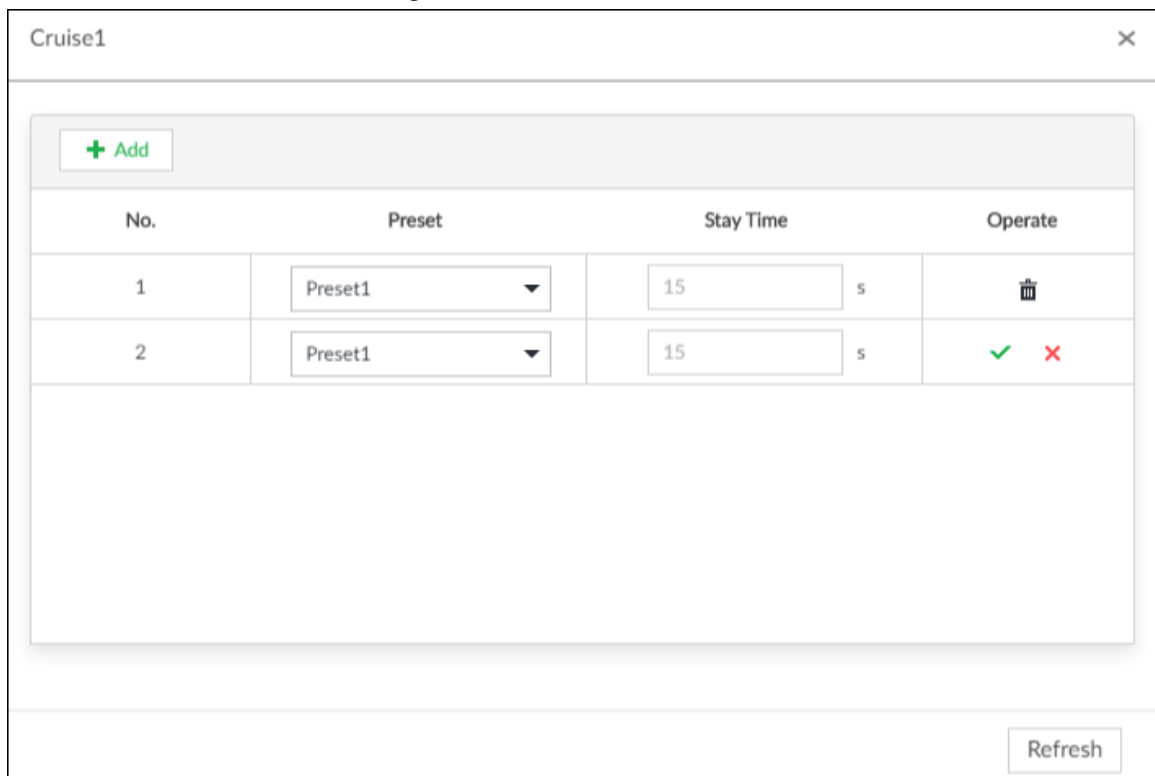 Cruise1
+ Add
No. Preset Stay Time Operate
1 Preset1 15 s
2 Preset1 15 s
Refresh